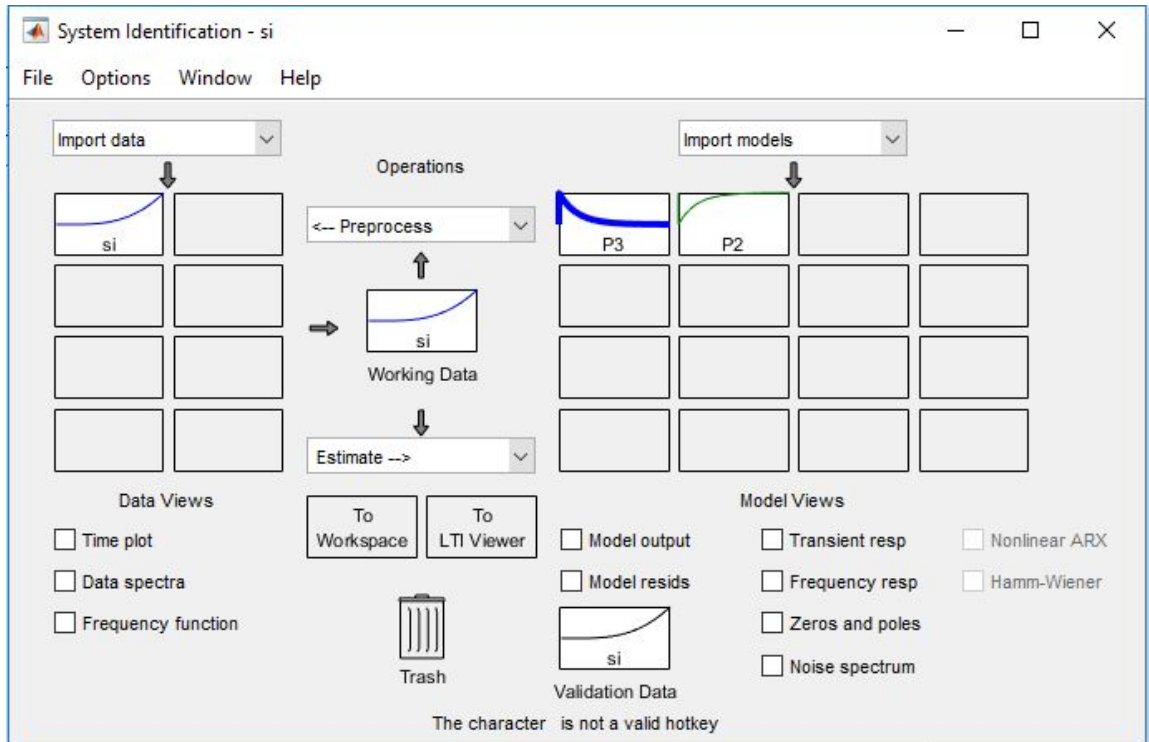 System Identification - si
File Options Window Help
Import data
Import models
Operations
<-- Preprocess
si
P3
P2
si
Working Data
Estimate -->
Data Views
Model Views
To
Workspace
To
LTI Viewer
Time plot
Data spectra
Frequency function
Model output
Model resids
Transient resp
Frequency resp
Zeros and poles
Noise spectrum
Nonlinear ARX
Hamm-Wiener
si
Trash
Validation Data
The character is not a valid hotkey